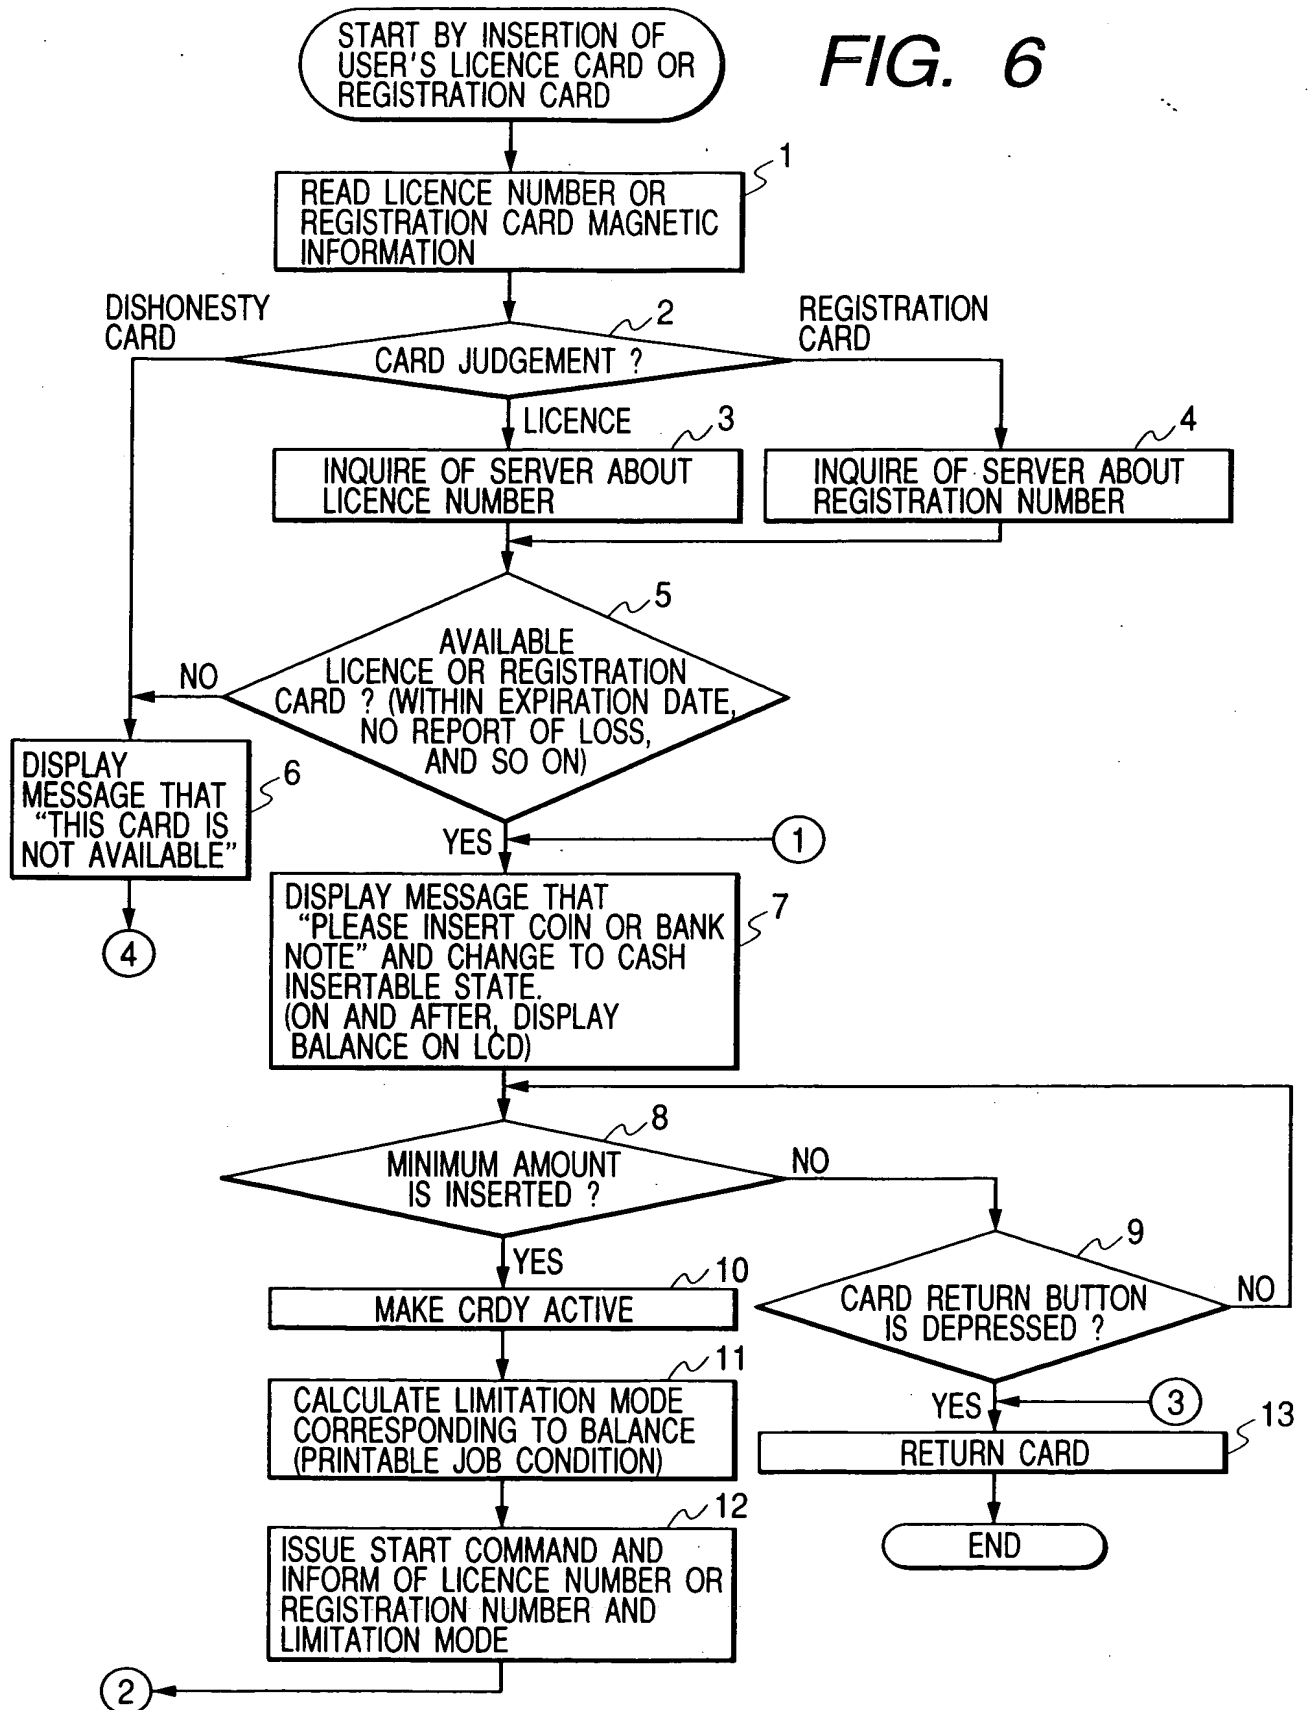 START BY INSERTION OF
USER'S LICENCE CARD OR
REGISTRATION CARD
FIG. 6
1
READ LICENCE NUMBER OR
REGISTRATION CARD MAGNETIC
INFORMATION
DISHONESTY
CARD
2
REGISTRATION
CARD
CARD JUDGEMENT ?
LICENCE
3
4
INQUIRE OF SERVER ABOUT
LICENCE NUMBER
INQUIRE OF SERVER ABOUT
REGISTRATION NUMBER
5
AVAILABLE
LICENCE OR REGISTRATION
CARD ? (WITHIN EXPIRATION DATE,
NO REPORT OF LOSS,
AND SO ON)
NO
6
DISPLAY
MESSAGE THAT
“THIS CARD IS
NOT AVAILABLE”
4
YES
1
7
DISPLAY MESSAGE THAT
“PLEASE INSERT COIN OR BANK
NOTE” AND CHANGE TO CASH
INSERTABLE STATE.
(ON AND AFTER, DISPLAY
BALANCE ON LCD)
8
MINIMUM AMOUNT
IS INSERTED ?
NO
9
CARD RETURN BUTTON
IS DEPRESSED ?
NO
YES
10
MAKE CRDY ACTIVE
11
CALCULATE LIMITATION MODE
CORRESPONDING TO BALANCE
(PRINTABLE JOB CONDITION)
YES
3
13
RETURN CARD
END
12
ISSUE START COMMAND AND
INFORM OF LICENCE NUMBER OR
REGISTRATION NUMBER AND
LIMITATION MODE
2